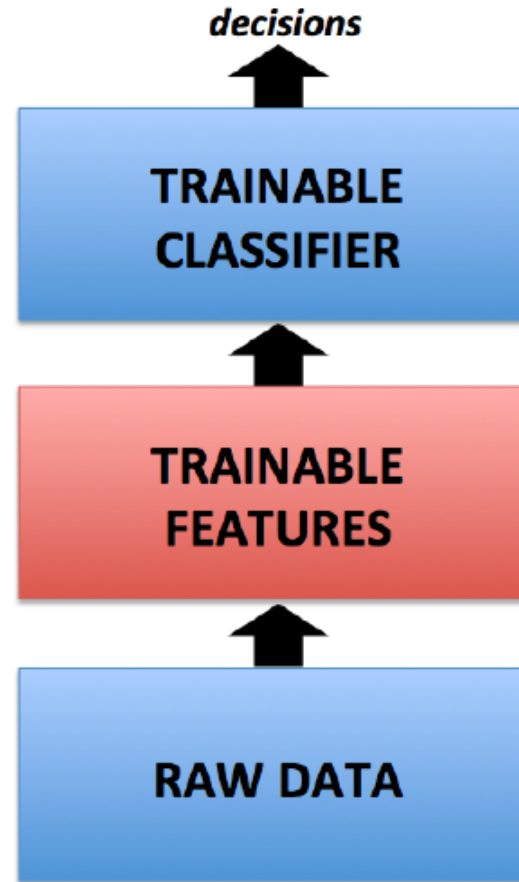 decisions
TRAINABLE
CLASSIFIER
TRAINABLE
FEATURES
RAW DATA